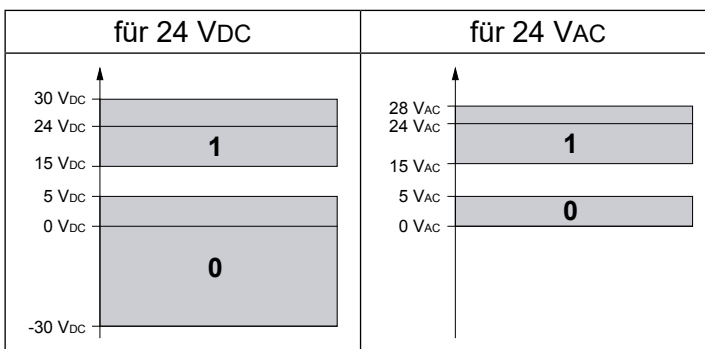 für 24 VDC
für 24 VAC
30 VDC
24 VDC
15 VDC
5 VDC
0 VDC
-30 VDC
1
0
28 VAC
24 VAC
15 VAC
5 VAC
0 VAC
1
0